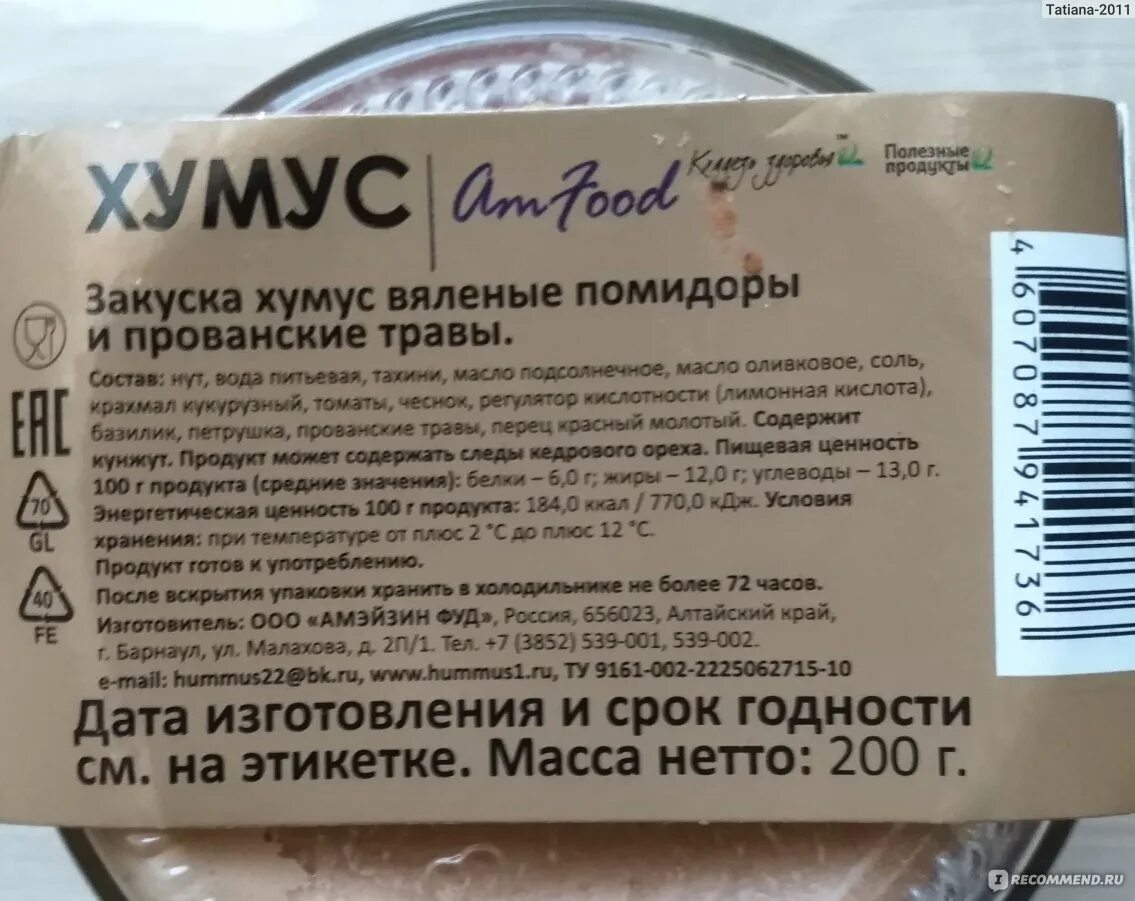 Tatiana-2011
ХУМУС
Am Food
здоровы
Полезные
продукты
Закуска хумус вяленые помидоры
и прованские травы.
Состав: нут, вода питьевая, тахини, масло подсолнечное, масло оливковое, соль,
крахмал кукурузный, томаты, чеснок, регулятор кислотности (лимонная кислота),
базилик, петрушка, прованские травы, перец красный молотый. Содержит
кунжут. Продукт может содержать следы кедрового ореха. Пищевая ценность
100 г продукта (средние значения): белки – 6,0 г; жиры – 12,0 г; углеводы – 13,0 г.
Энергетическая ценность 100 г продукта: 184,0 ккал / 770,0 кДж. Условия
хранения: при температуре от плюс 2 °С до плюс 12 °С.
Продукт готов к употреблению.
После вскрытия упаковки хранить в холодильнике не более 72 часов.
Изготовитель: ООО «АМЭЙЗИН ФУД», Россия, 656023, Алтайский край,
г. Барнаул, ул. Малахова, д. 2П/1. Тел. +7 (3852) 539-001, 539-002.
e-mail: hummus22@bk.ru, www.hummus1.ru, ТУ 9161-002-2225062715-10
Дата изготовления и срок годности
см. на этикетке. Масса нетто: 200 г.
EAC
70
GL
40
FE
4607087941736
RECOMMEND.RU